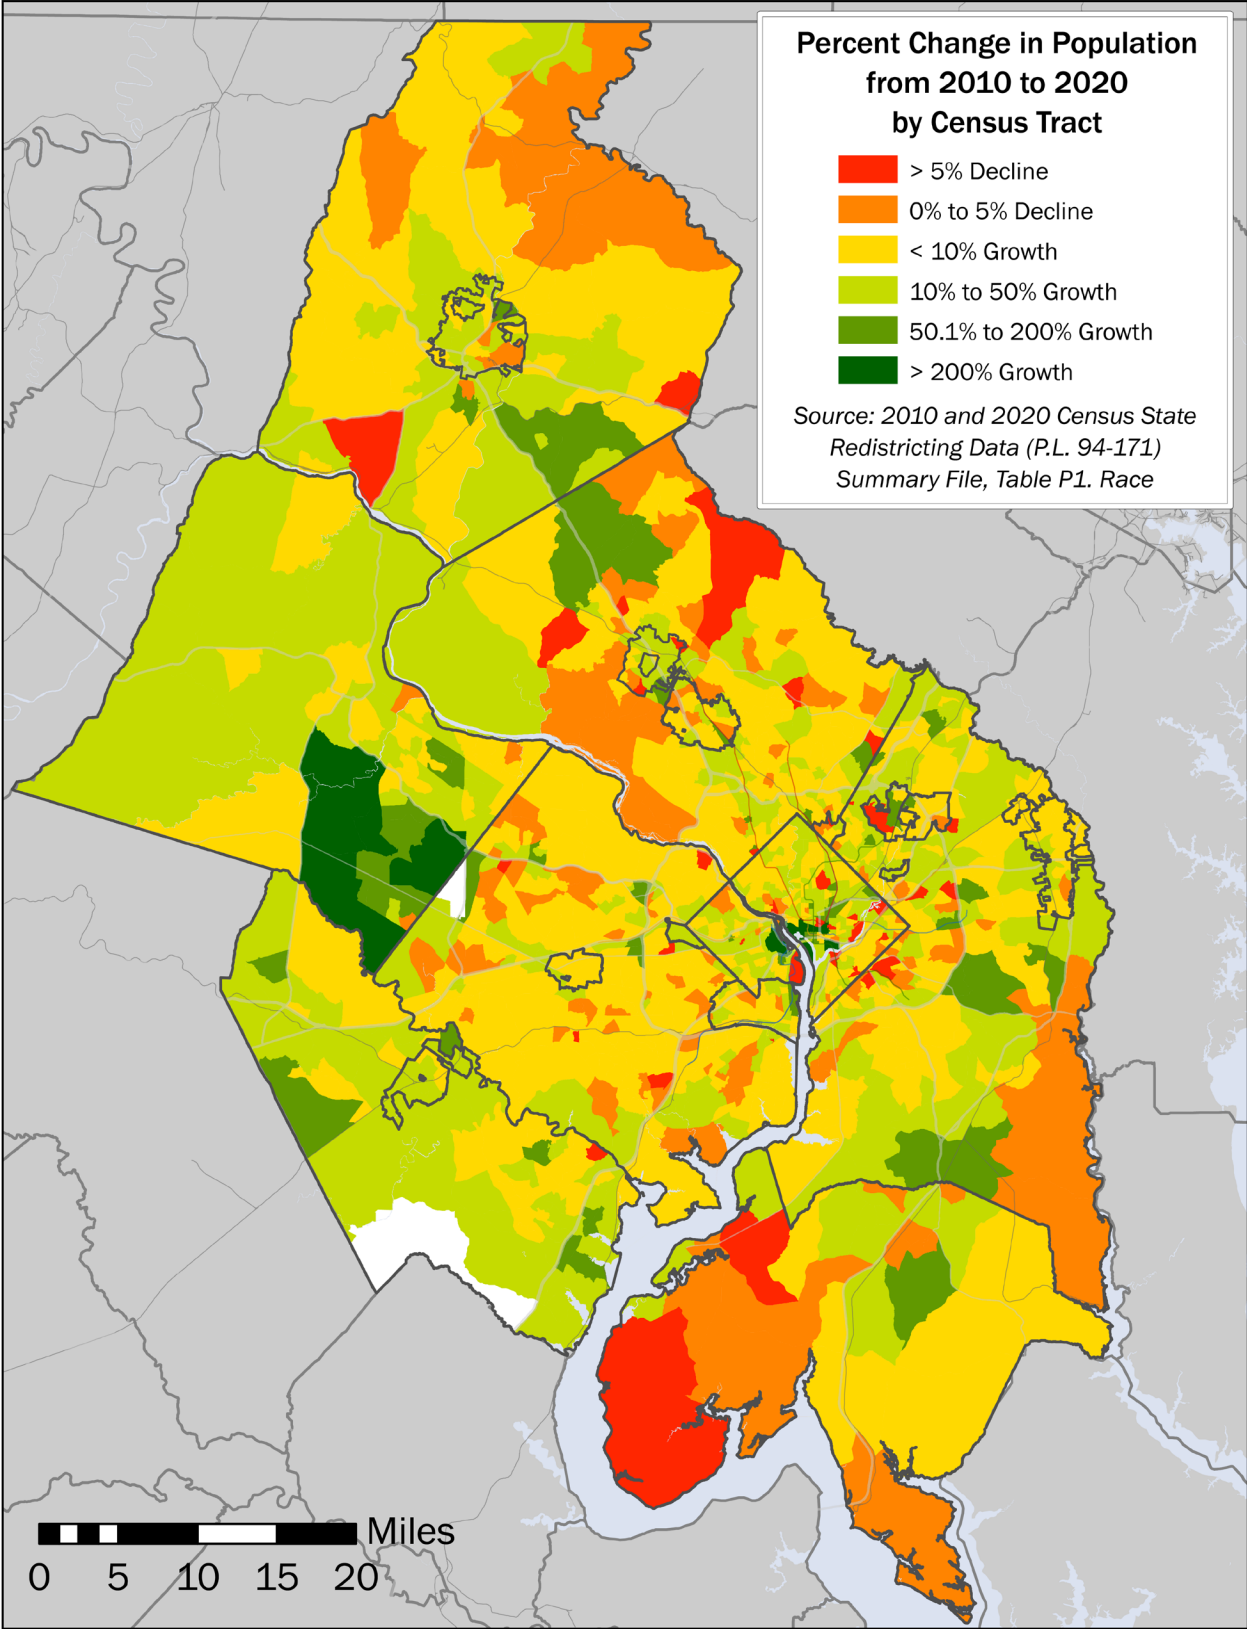 Percent Change in Population
from 2010 to 2020
by Census Tract
> 5% Decline
0% to 5% Decline
< 10% Growth
10% to 50% Growth
50.1% to 200% Growth
> 200% Growth
Source: 2010 and 2020 Census State
Redistricting Data (P.L. 94-171)
Summary File, Table P1. Race
Miles
0 5 10 15 20